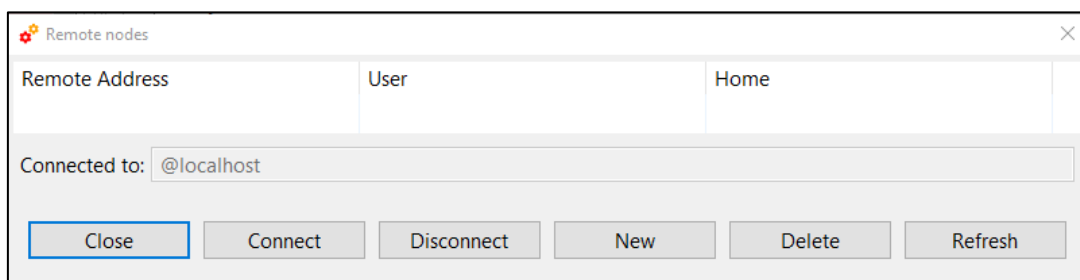 Remote nodes
Remote Address User Home
Connected to: @localhost
Close Connect Disconnect New Delete Refresh